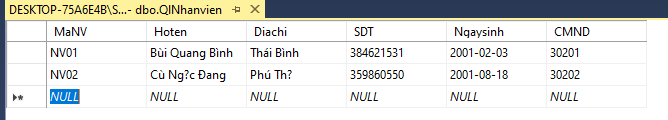 DESKTOP-75A6E4B\S...- dbo.QlNhanvien
MaNV Hoten Diachi SDT Ngaysinh CMND
NV01 Bùi Quang Bình Thái Bình 384621531 2001-02-03 30201
NV02 Cù Ng?c Đang Phú Th? 359860550 2001-08-18 30202
NULL NULL NULL NULL NULL NULL